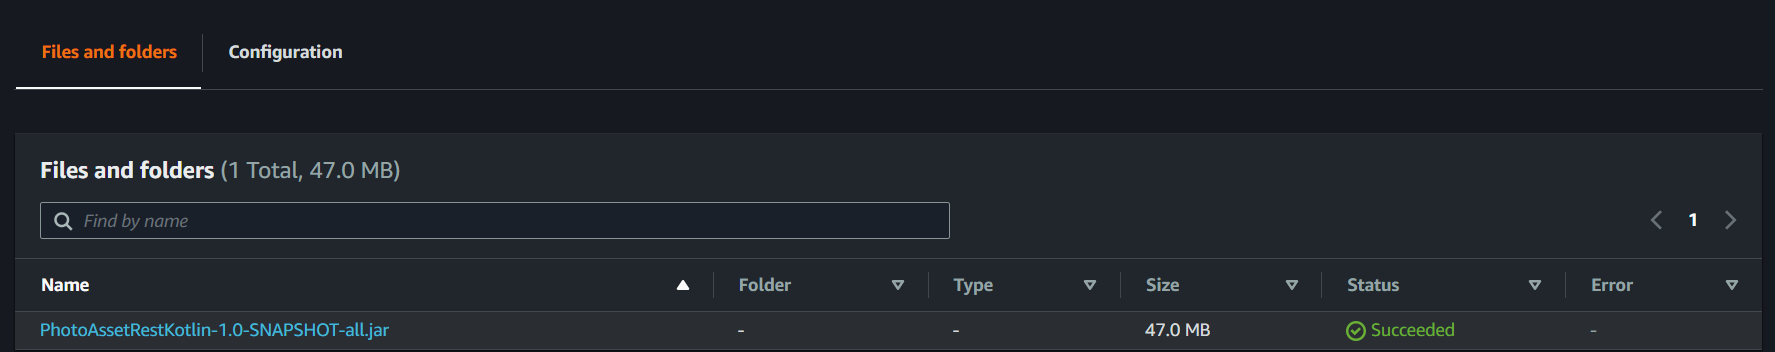 Files and folders Configuration
Files and folders (1 Total, 47.0 MB)
Find by name
1
Name Folder Type Size Status Error
PhotoAssetRestKotlin-1.0-SNAPSHOT-all.jar - - 47.0 MB Succeeded -